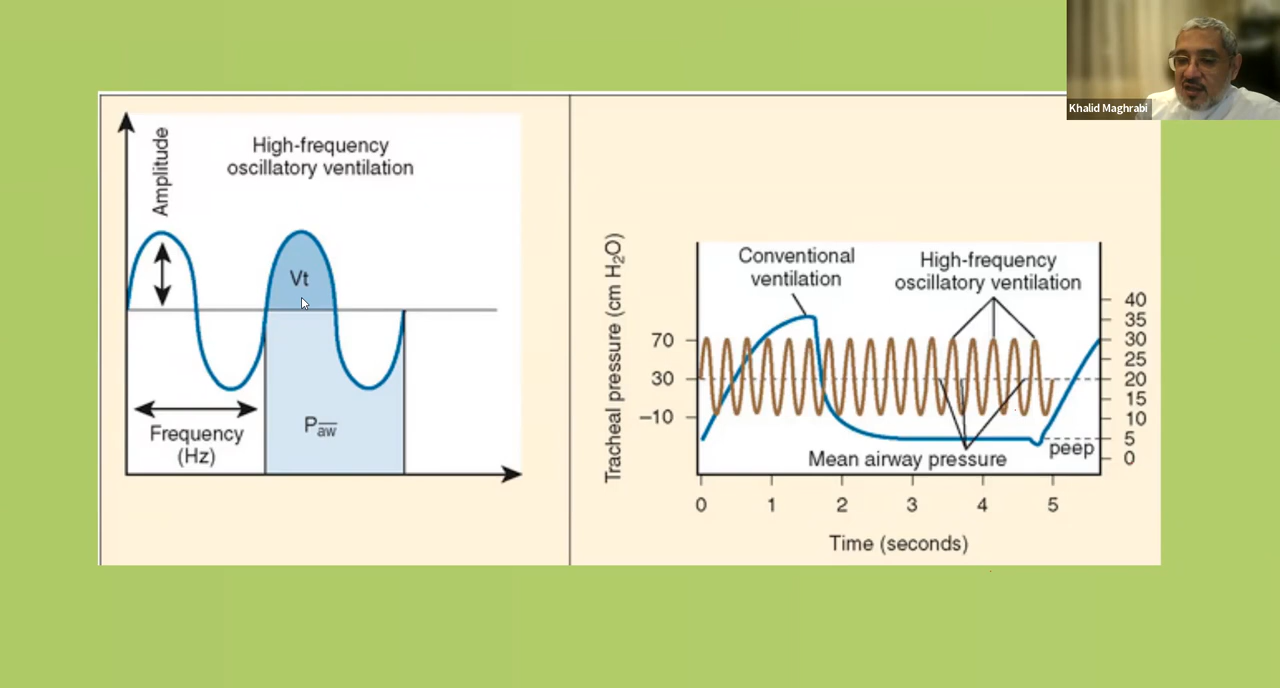 Khalid Maghrabi
Amplitude
High-frequency
oscillatory ventilation
Vt
Frequency
(Hz)
Paw
Tracheal pressure (cm H₂O)
Conventional
ventilation
High-frequency
oscillatory ventilation
70
30
–10
40
35
30
25
20
15
10
5
0
peep
Mean airway pressure
0 1 2 3 4 5
Time (seconds)